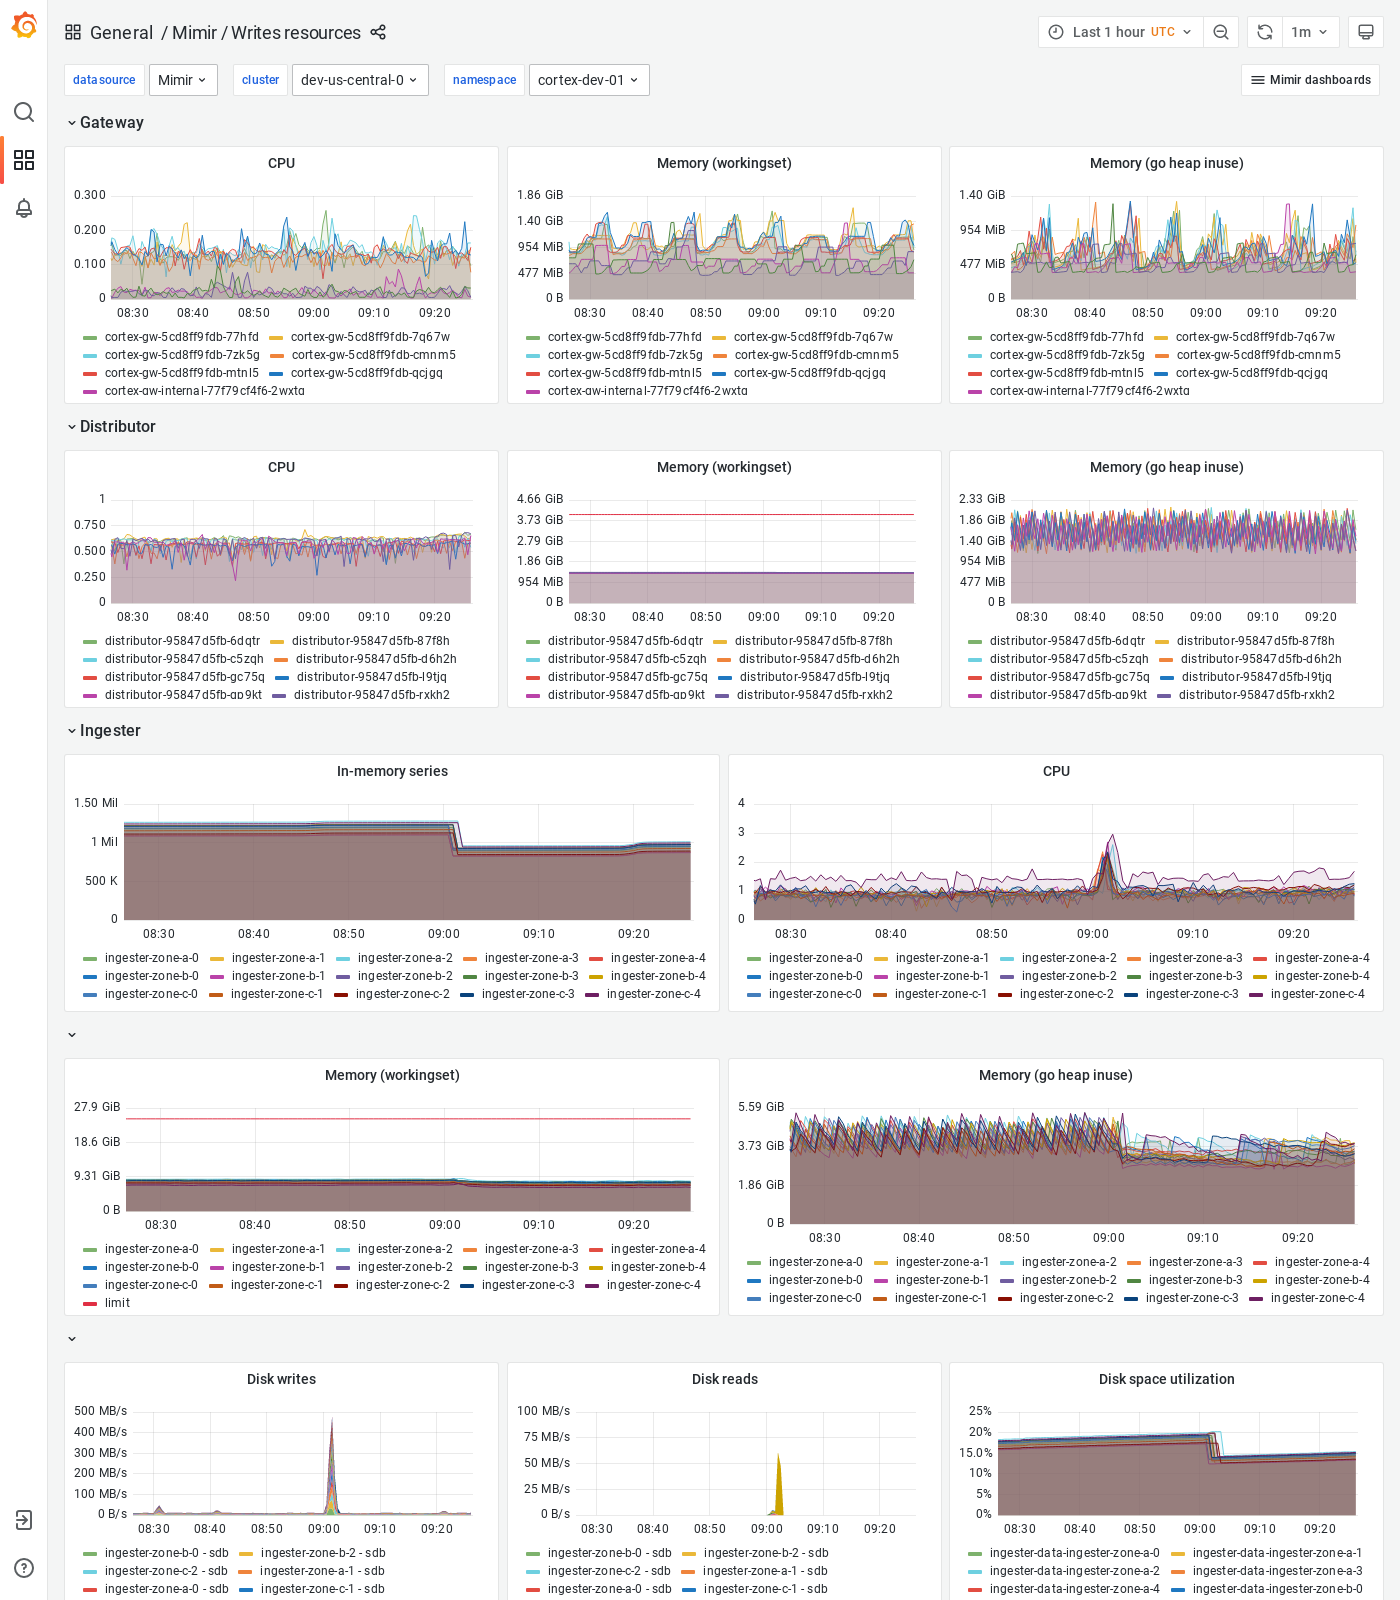 General / Mimir / Writes resources
Last 1 hour UTC
1m
datasource Mimir cluster dev-us-central-0 namespace cortex-dev-01 Mimir dashboards
Gateway
CPU
0.300
0.200
0.100
0
08:30 08:40 08:50 09:00 09:10 09:20
cortex-gw-5cd8ff9fdb-77hfd cortex-gw-5cd8ff9fdb-7q67w
cortex-gw-5cd8ff9fdb-7zk5g cortex-gw-5cd8ff9fdb-cmnm5
cortex-gw-5cd8ff9fdb-mtnl5 cortex-gw-5cd8ff9fdb-qcjgq
cortex-gw-internal-77f79cf4f6-2wxtq
Memory (workingset)
1.86 GiB
1.40 GiB
954 MiB
477 MiB
0 B
08:30 08:40 08:50 09:00 09:10 09:20
cortex-gw-5cd8ff9fdb-77hfd cortex-gw-5cd8ff9fdb-7q67w
cortex-gw-5cd8ff9fdb-7zk5g cortex-gw-5cd8ff9fdb-cmnm5
cortex-gw-5cd8ff9fdb-mtnl5 cortex-gw-5cd8ff9fdb-qcjgq
cortex-gw-internal-77f79cf4f6-2wxtq
Memory (go heap inuse)
1.40 GiB
954 MiB
477 MiB
0 B
08:30 08:40 08:50 09:00 09:10 09:20
cortex-gw-5cd8ff9fdb-77hfd cortex-gw-5cd8ff9fdb-7q67w
cortex-gw-5cd8ff9fdb-7zk5g cortex-gw-5cd8ff9fdb-cmnm5
cortex-gw-5cd8ff9fdb-mtnl5 cortex-gw-5cd8ff9fdb-qcjgq
cortex-gw-internal-77f79cf4f6-2wxtq
Distributor
CPU
1
0.750
0.500
0.250
0
08:30 08:40 08:50 09:00 09:10 09:20
distributor-95847d5fb-6dqtr distributor-95847d5fb-87f8h
distributor-95847d5fb-c5zqh distributor-95847d5fb-d6h2h
distributor-95847d5fb-gc75q distributor-95847d5fb-l9tjq
distributor-95847d5fb-qp9kt distributor-95847d5fb-rxkh2
Memory (workingset)
4.66 GiB
3.73 GiB
2.79 GiB
1.86 GiB
954 MiB
0 B
08:30 08:40 08:50 09:00 09:10 09:20
distributor-95847d5fb-6dqtr distributor-95847d5fb-87f8h
distributor-95847d5fb-c5zqh distributor-95847d5fb-d6h2h
distributor-95847d5fb-gc75q distributor-95847d5fb-l9tjq
distributor-95847d5fb-qp9kt distributor-95847d5fb-rxkh2
Memory (go heap inuse)
2.33 GiB
1.86 GiB
1.40 GiB
954 MiB
477 MiB
0 B
08:30 08:40 08:50 09:00 09:10 09:20
distributor-95847d5fb-6dqtr distributor-95847d5fb-87f8h
distributor-95847d5fb-c5zqh distributor-95847d5fb-d6h2h
distributor-95847d5fb-gc75q distributor-95847d5fb-l9tjq
distributor-95847d5fb-qp9kt distributor-95847d5fb-rxkh2
Ingester
In-memory series
1.50 Mil
1 Mil
500 K
0
08:30 08:40 08:50 09:00 09:10 09:20
ingester-zone-a-0 ingester-zone-a-1 ingester-zone-a-2 ingester-zone-a-3 ingester-zone-a-4
ingester-zone-b-0 ingester-zone-b-1 ingester-zone-b-2 ingester-zone-b-3 ingester-zone-b-4
ingester-zone-c-0 ingester-zone-c-1 ingester-zone-c-2 ingester-zone-c-3 ingester-zone-c-4
CPU
4
3
2
1
0
08:30 08:40 08:50 09:00 09:10 09:20
ingester-zone-a-0 ingester-zone-a-1 ingester-zone-a-2 ingester-zone-a-3 ingester-zone-a-4
ingester-zone-b-0 ingester-zone-b-1 ingester-zone-b-2 ingester-zone-b-3 ingester-zone-b-4
ingester-zone-c-0 ingester-zone-c-1 ingester-zone-c-2 ingester-zone-c-3 ingester-zone-c-4
Memory (workingset)
27.9 GiB
18.6 GiB
9.31 GiB
0 B
08:30 08:40 08:50 09:00 09:10 09:20
ingester-zone-a-0 ingester-zone-a-1 ingester-zone-a-2 ingester-zone-a-3 ingester-zone-a-4
ingester-zone-b-0 ingester-zone-b-1 ingester-zone-b-2 ingester-zone-b-3 ingester-zone-b-4
ingester-zone-c-0 ingester-zone-c-1 ingester-zone-c-2 ingester-zone-c-3 ingester-zone-c-4
limit
Memory (go heap inuse)
5.59 GiB
3.73 GiB
1.86 GiB
0 B
08:30 08:40 08:50 09:00 09:10 09:20
ingester-zone-a-0 ingester-zone-a-1 ingester-zone-a-2 ingester-zone-a-3 ingester-zone-a-4
ingester-zone-b-0 ingester-zone-b-1 ingester-zone-b-2 ingester-zone-b-3 ingester-zone-b-4
ingester-zone-c-0 ingester-zone-c-1 ingester-zone-c-2 ingester-zone-c-3 ingester-zone-c-4
Disk writes
500 MB/s
400 MB/s
300 MB/s
200 MB/s
100 MB/s
0 B/s
08:30 08:40 08:50 09:00 09:10 09:20
ingester-zone-b-0 - sdb ingester-zone-b-2 - sdb
ingester-zone-c-2 - sdb ingester-zone-a-1 - sdb
ingester-zone-a-0 - sdb ingester-zone-c-1 - sdb
Disk reads
100 MB/s
75 MB/s
50 MB/s
25 MB/s
0 B/s
08:30 08:40 08:50 09:00 09:10 09:20
ingester-zone-b-0 - sdb ingester-zone-b-2 - sdb
ingester-zone-c-2 - sdb ingester-zone-a-1 - sdb
ingester-zone-a-0 - sdb ingester-zone-c-1 - sdb
Disk space utilization
25%
20%
15.0%
10%
5%
0%
08:30 08:40 08:50 09:00 09:10 09:20
ingester-data-ingester-zone-a-0 ingester-data-ingester-zone-a-1
ingester-data-ingester-zone-a-2 ingester-data-ingester-zone-a-3
ingester-data-ingester-zone-a-4 ingester-data-ingester-zone-b-0